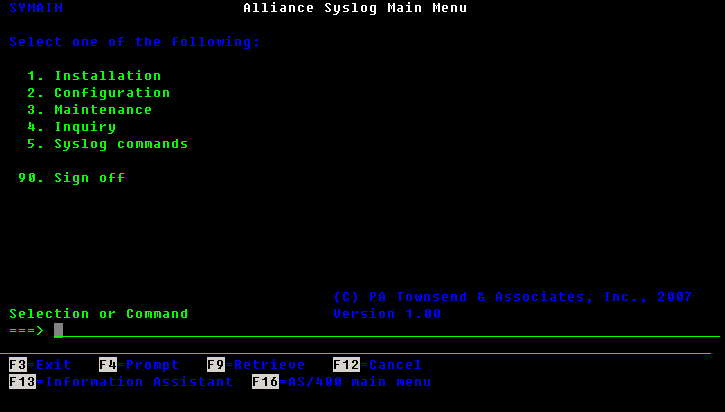 SYMAIN Alliance Syslog Main Menu
Select one of the following:
1. Installation
2. Configuration
3. Maintenance
4. Inquiry
5. Syslog commands
90. Sign off
(C) PA Townsend & Associates, Inc., 2007
Selection or Command Version 1.00
===>
F3=Exit F4=Prompt F9=Retrieve F12=Cancel
F13=Information Assistant F16=AS/400 main menu